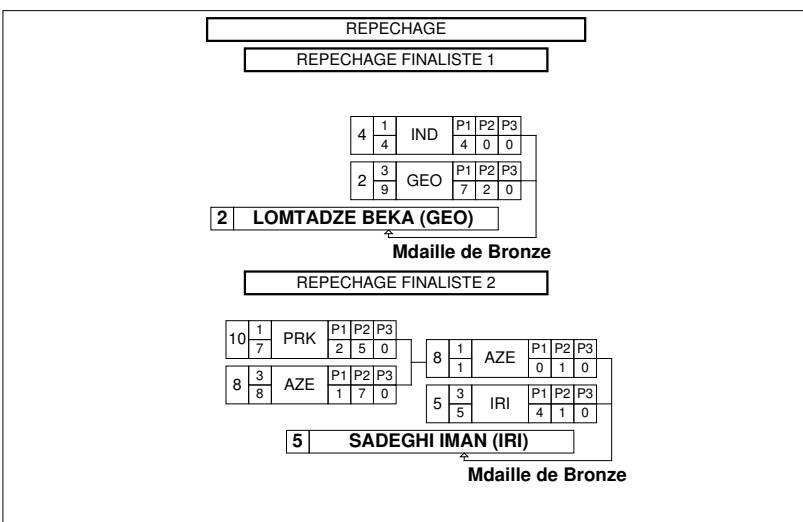 REPECHAGE
REPECHAGE FINALISTE 1
4 1 IND P1 P2 P3
4 4 0 0
2 3 GEO P1 P2 P3
9 7 2 0
2 LOMTADZE BEKA (GEO)
Mdaille de Bronze
REPECHAGE FINALISTE 2
10 1 PRK P1 P2 P3
7 2 5 0
8 1 AZE P1 P2 P3
1 0 1 0
8 3 AZE P1 P2 P3
8 1 7 0
5 3 IRI P1 P2 P3
5 4 1 0
5 SADEGHI IMAN (IRI)
Mdaille de Bronze